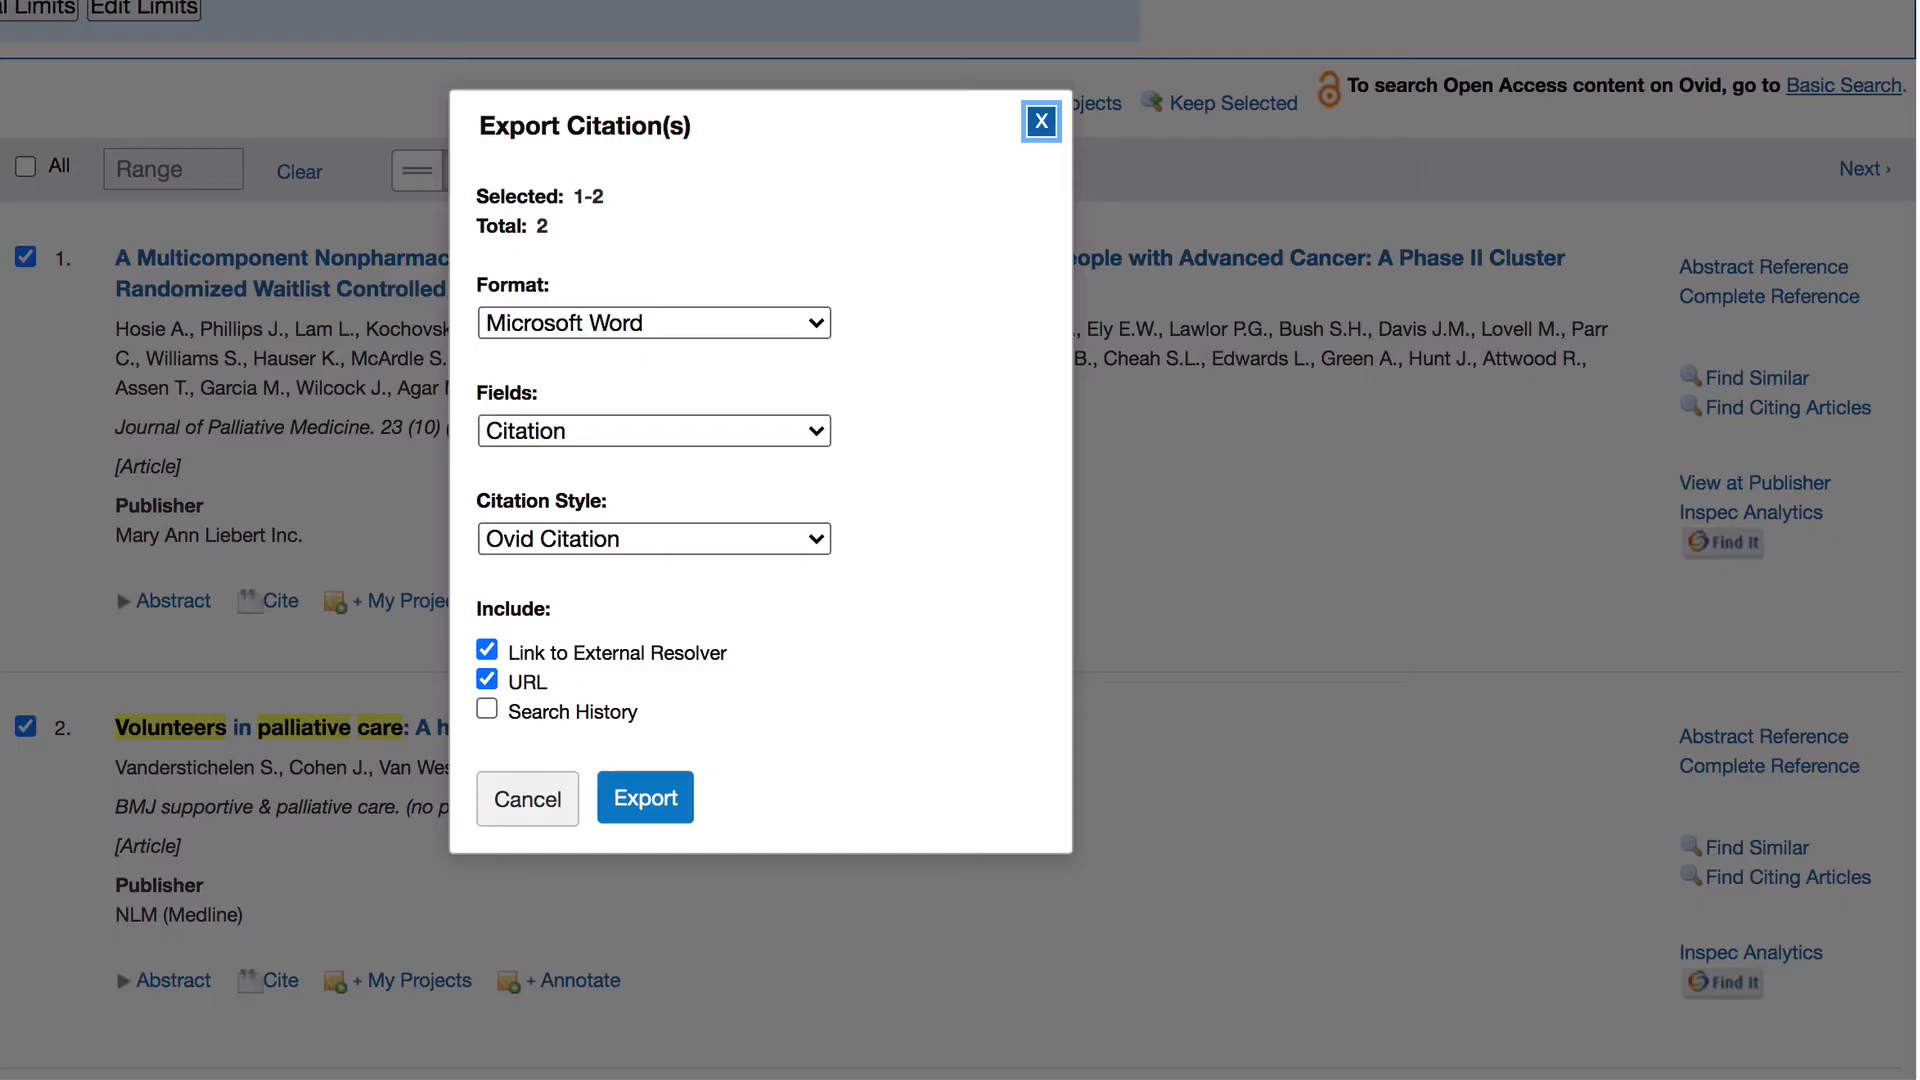 Limits Edit Limits
To search Open Access content on Ovid, go to Basic Search.
Keep Selected
All Range Clear
Next ›
Export Citation(s)
X
Selected: 1-2
Total: 2
Format:
Microsoft Word
Fields:
Citation
Citation Style:
Ovid Citation
Include:
Link to External Resolver
URL
Search History
Cancel Export
1. A Multicomponent
with Advanced Cancer: A Phase II Cluster
Randomized Waitlist Controlled
Hosie A., Phillips J., Lam L.,
Ely E.W., Lawlor P.G., Bush S.H., Davis J.M., Lovell M., Parr
C., Williams S., Hauser K., McArdle S.
B., Cheah S.L., Edwards L., Green A., Hunt J., Attwood R.,
Assen T., Garcia M., Wilcock J., Agar
Journal of Palliative Medicine. 23 (10)
[Article]
Publisher
Mary Ann Liebert Inc.
Abstract Cite + My
Abstract Reference
Complete Reference
Find Similar
Find Citing Articles
View at Publisher
Inspec Analytics
Find It
2. Volunteers in palliative care: A
Vanderstichelen S., Cohen J., Van
BMJ supportive & palliative care. (no
[Article]
Publisher
NLM (Medline)
Abstract Cite + My Projects + Annotate
Abstract Reference
Complete Reference
Find Similar
Find Citing Articles
Inspec Analytics
Find It